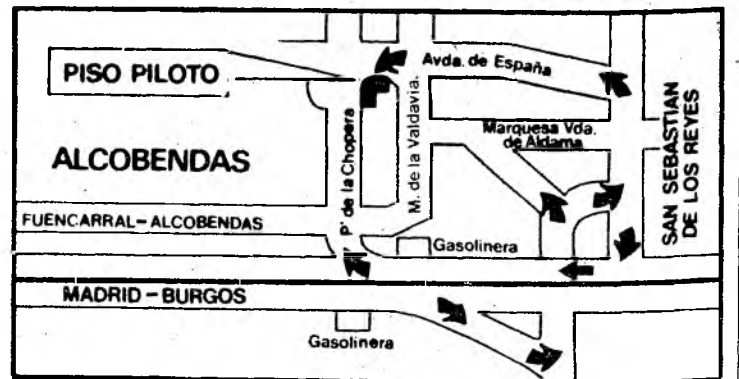 PISO PILOTO
Avda. de España
ALCOBENDAS
Pº de la Chopera
M. de la Valdavia.
Marquesa Vda.
de Aldama
SAN SEBASTIAN
DE LOS REYES
FUENCARRAL-ALCOBENDAS
Gasolinera
MADRID-BURGOS
Gasolinera